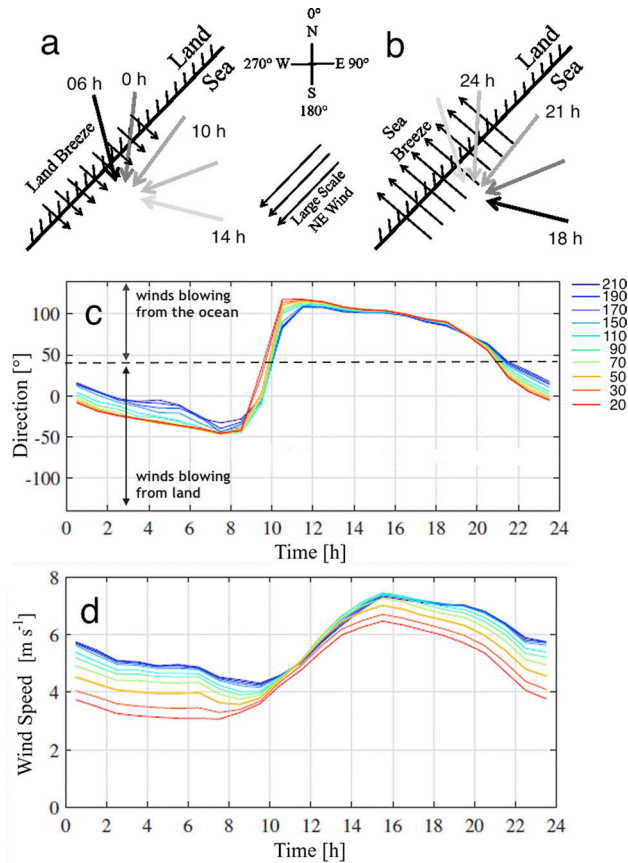 a
Land
Sea
06 h
0 h
10 h
14 h
Land Breeze
0°
N
270° W
E 90°
S
180°
Large Scale
NE Wind
b
Land
Sea
24 h
21 h
18 h
Sea
Breeze
c
winds blowing
from the ocean
winds blowing
from land
Direction [°]
100
50
0
-50
-100
0 2 4 6 8 10 12 14 16 18 20 22 24
Time [h]
210
190
170
150
110
90
70
50
30
20
d
Wind Speed [m s⁻¹]
8
6
4
2
0
0 2 4 6 8 10 12 14 16 18 20 22 24
Time [h]